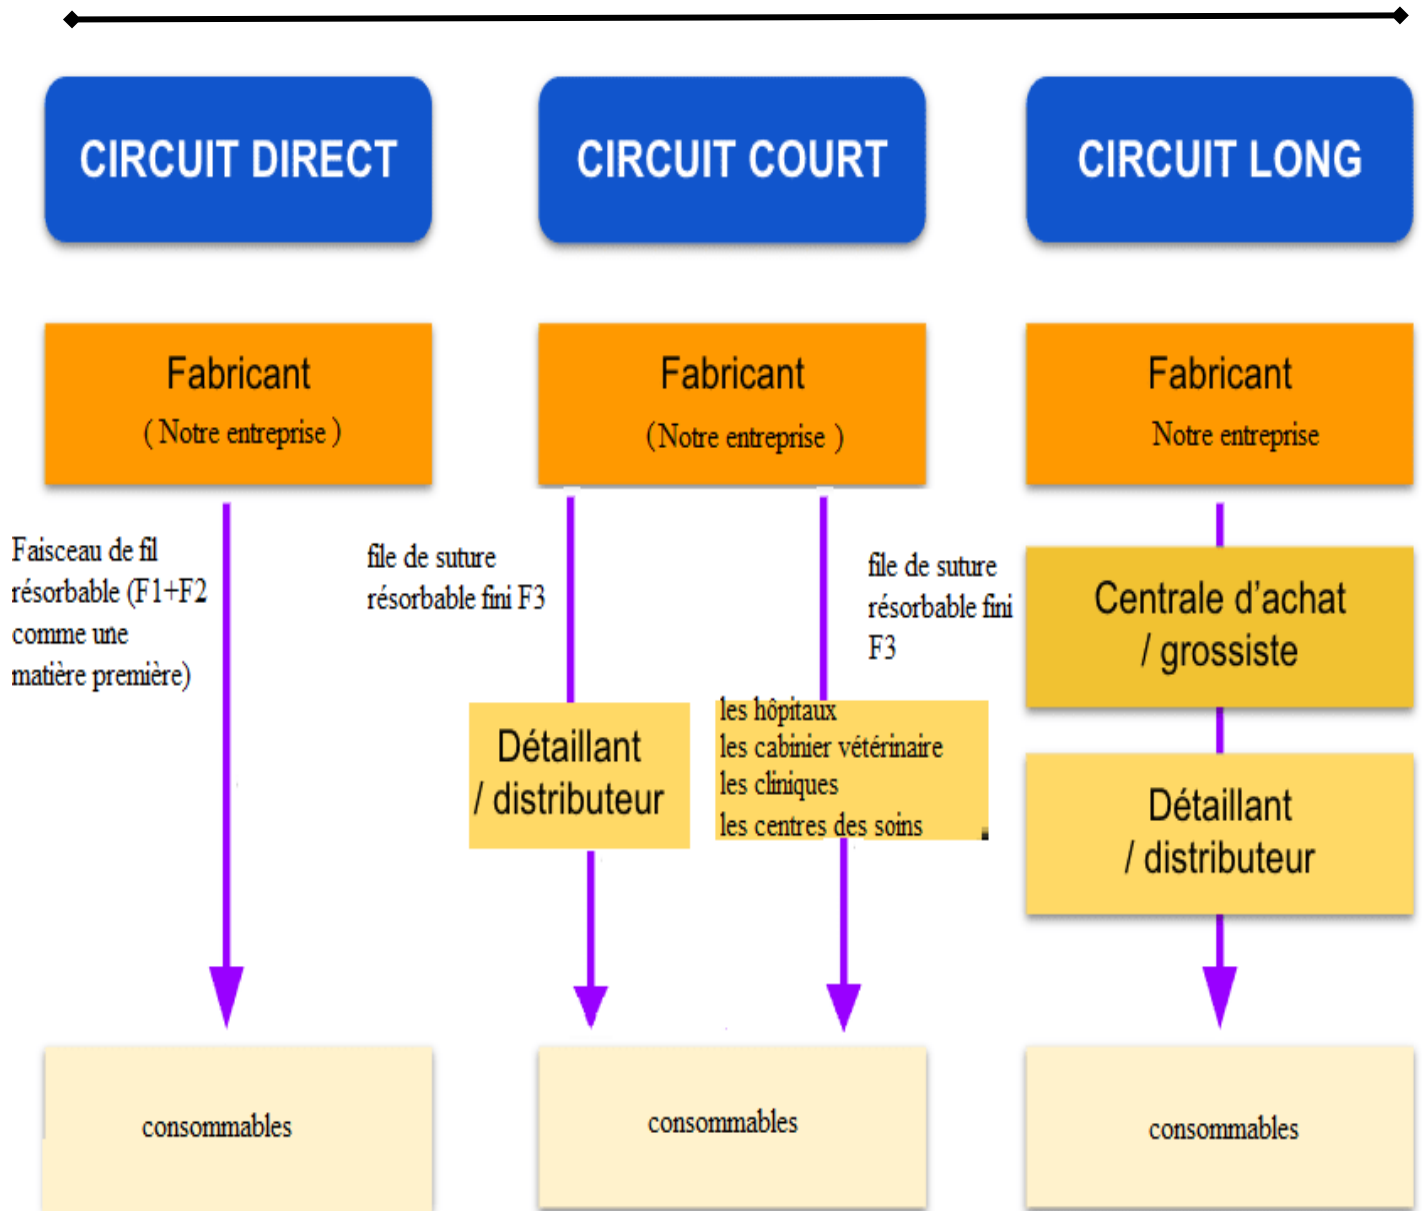 CIRCUIT DIRECT
CIRCUIT COURT
CIRCUIT LONG
Fabricant
( Notre entreprise )
Fabricant
(Notre entreprise )
Fabricant
Notre entreprise
Faisceau de fil
résorbable (F1+F2
comme une
matière première)
file de suture
résorbable fini F3
file de suture
résorbable fini
F3
Centrale d’achat
/ grossiste
Détaillant
/ distributeur
les hôpitaux
les cabinier vétérinaire
les cliniques
les centres des soins
Détaillant
/ distributeur
consommables
consommables
consommables